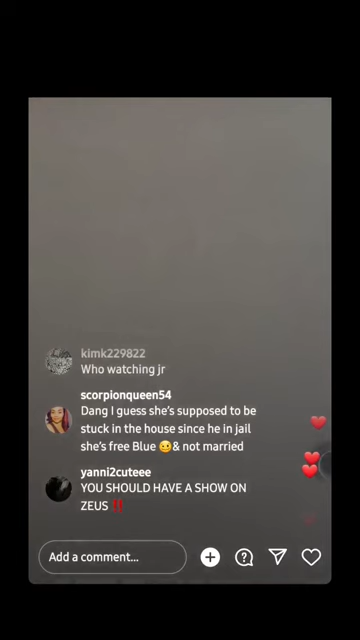 kimk229822
Who watching jr
scorpionqueen54
Dang I guess she's supposed to be
stuck in the house since he in jail
she's free Blue 🥴& not married
yanni2cuteee
YOU SHOULD HAVE A SHOW ON
ZEUS ‼️
Add a comment...